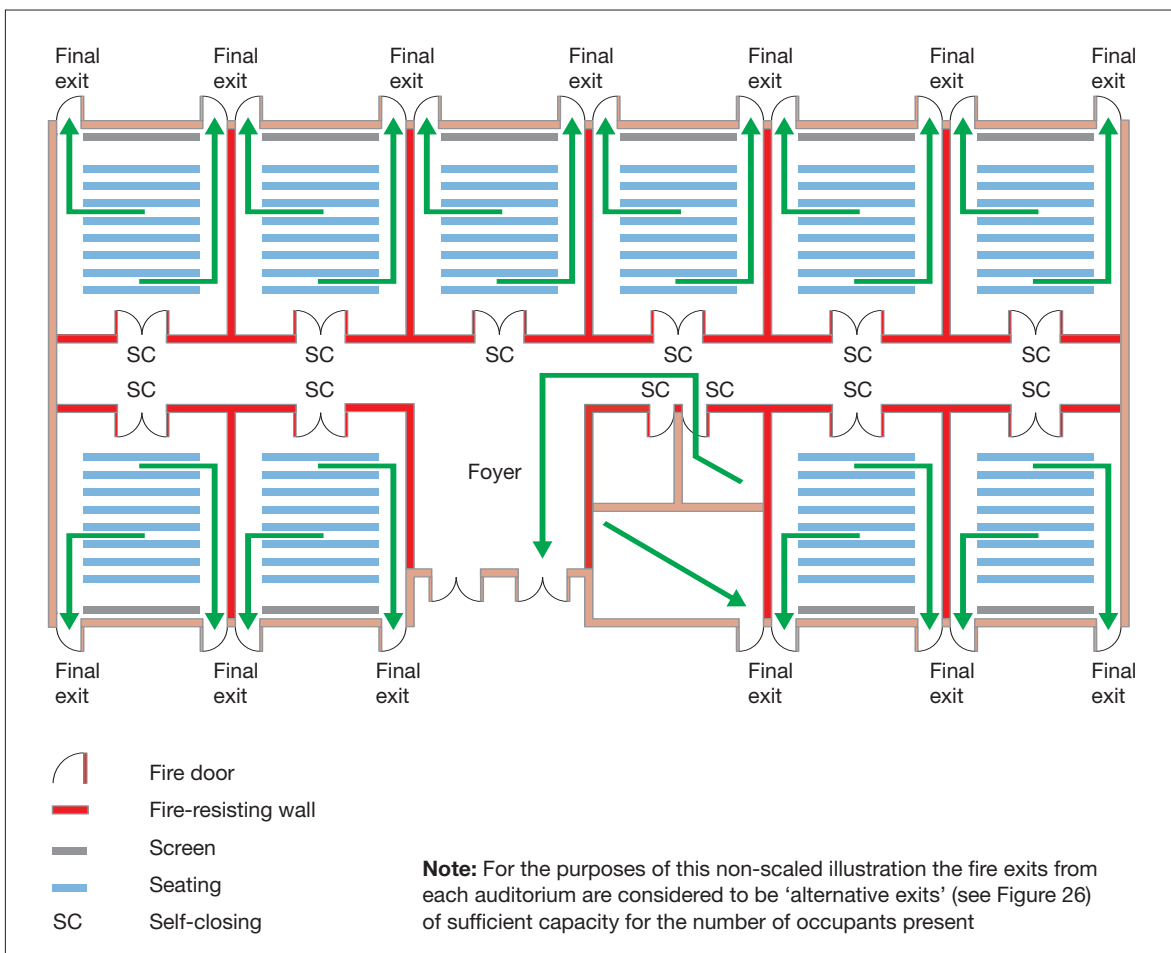 Final exit
Final exit
Final exit
Final exit
Final exit
Final exit
Final exit
SC
SC
SC
SC
SC
SC
SC
SC
SC
SC
SC
SC
Foyer
Final exit
Final exit
Final exit
Final exit
Final exit
Final exit
Fire door
Fire-resisting wall
Screen
Seating
SC Self-closing
Note: For the purposes of this non-scaled illustration the fire exits from
each auditorium are considered to be ‘alternative exits’ (see Figure 26)
of sufficient capacity for the number of occupants present